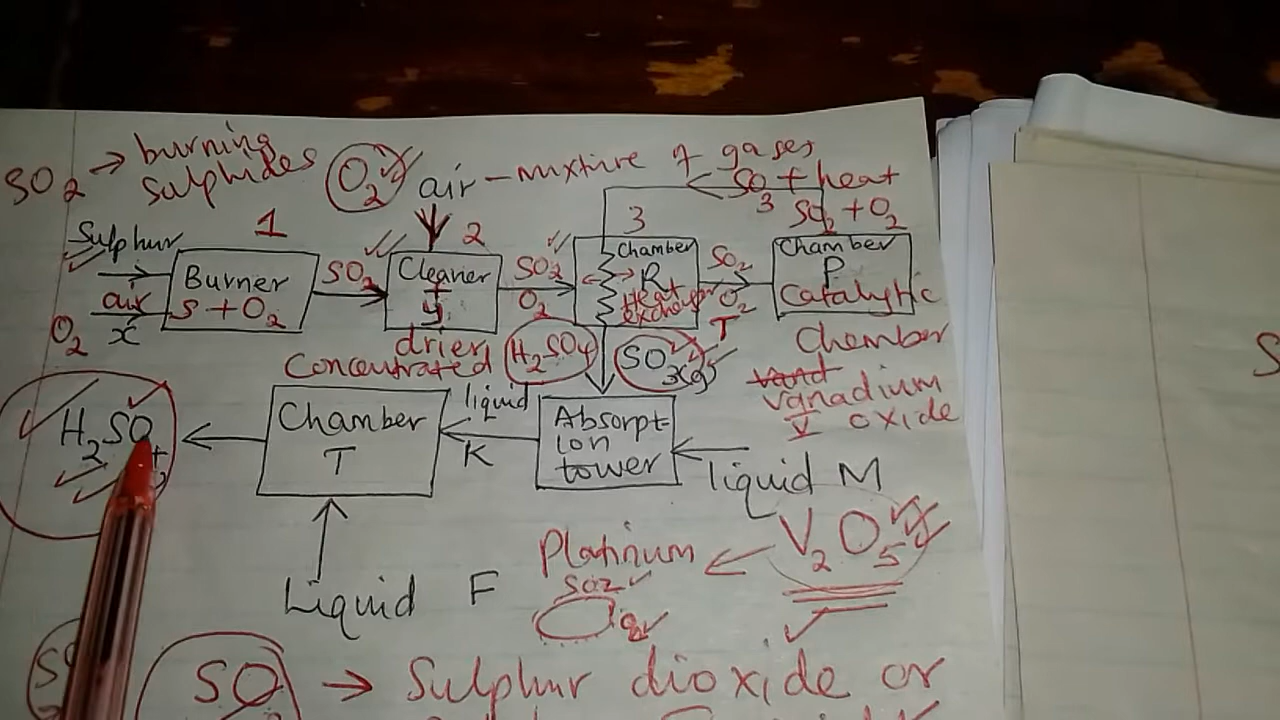 SO2 → burning sulphides
O2 air - mixture of gases
SO3 + heat
SO2 + O2
Sulphur 1 2 3
air
x
O2
Burner
S + O2
SO2
Cleaner
+
y
drier
SO2
O2
Chamber
R
Heat
exchanger
SO2
O2
T
Chamber
P
Catalytic
Chamber
Vanadium
V oxide
Concentrated H2SO4
SO3(g)
H2SO4
Chamber
T
liquid
K
Absorpt-
ion
tower
liquid M
Liquid F
Platinum ← V2O5
SO2
SO → Sulphur dioxide or